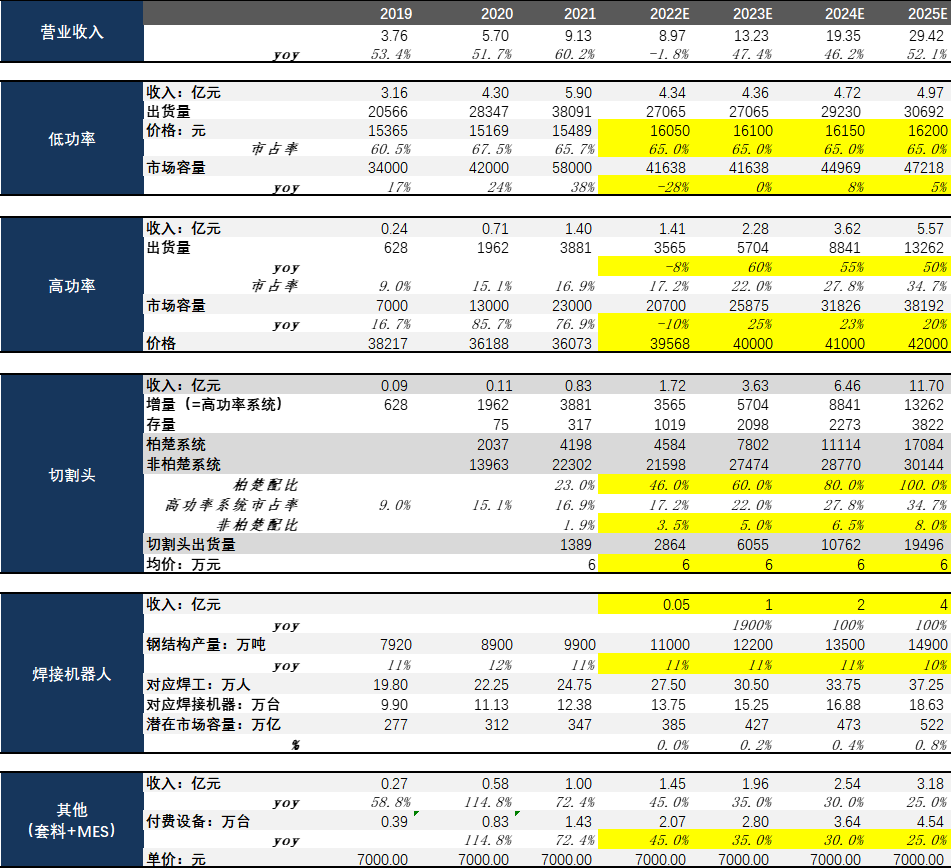 2019 2020 2021 2022E 2023E 2024E 2025E
营业收入
3.76 5.70 9.13 8.97 13.23 19.35 29.42
yoy 53.4% 51.7% 60.2% -1.8% 47.4% 46.2% 52.1%
低功率
收入：亿元 3.16 4.30 5.90 4.34 4.36 4.72 4.97
出货量 20566 28347 38091 27065 27065 29230 30692
价格：元 15365 15169 15489 16050 16100 16150 16200
市占率 60.5% 67.5% 65.7% 65.0% 65.0% 65.0% 65.0%
市场容量 34000 42000 58000 41638 41638 44969 47218
yoy 17% 24% 38% -28% 0% 8% 5%
高功率
收入：亿元 0.24 0.71 1.40 1.41 2.28 3.62 5.57
出货量 628 1962 3881 3565 5704 8841 13262
yoy -8% 60% 55% 50%
市占率 9.0% 15.1% 16.9% 17.2% 22.0% 27.8% 34.7%
市场容量 7000 13000 23000 20700 25875 31826 38192
yoy 16.7% 85.7% 76.9% -10% 25% 23% 20%
价格 38217 36188 36073 39568 40000 41000 42000
切割头
收入：亿元 0.09 0.11 0.83 1.72 3.63 6.46 11.70
增量（=高功率系统） 628 1962 3881 3565 5704 8841 13262
存量 75 317 1019 2098 2273 3822
柏楚系统 2037 4198 4584 7802 11114 17084
非柏楚系统 13963 22302 21598 27474 28770 30144
柏楚配比 23.0% 46.0% 60.0% 80.0% 100.0%
高功率系统市占率 9.0% 15.1% 16.9% 17.2% 22.0% 27.8% 34.7%
非柏楚配比 1.9% 3.5% 5.0% 6.5% 8.0%
切割头出货量 1389 2864 6055 10762 19496
均价：万元 6 6 6 6 6
焊接机器人
收入：亿元 0.05 1 2 4
yoy 1900% 100% 100%
钢结构产量：万吨 7920 8900 9900 11000 12200 13500 14900
yoy 11% 12% 11% 11% 11% 11% 10%
对应焊工：万人 19.80 22.25 24.75 27.50 30.50 33.75 37.25
对应焊接机器：万台 9.90 11.13 12.38 13.75 15.25 16.88 18.63
潜在市场容量：万亿 277 312 347 385 427 473 522
% 0.0% 0.2% 0.4% 0.8%
其他
（套料+MES）
收入：亿元 0.27 0.58 1.00 1.45 1.96 2.54 3.18
yoy 58.8% 114.8% 72.4% 45.0% 35.0% 30.0% 25.0%
付费设备：万台 0.39 0.83 1.43 2.07 2.80 3.64 4.54
yoy 114.8% 72.4% 45.0% 35.0% 30.0% 25.0%
单价：元 7000.00 7000.00 7000.00 7000.00 7000.00 7000.00 7000.00